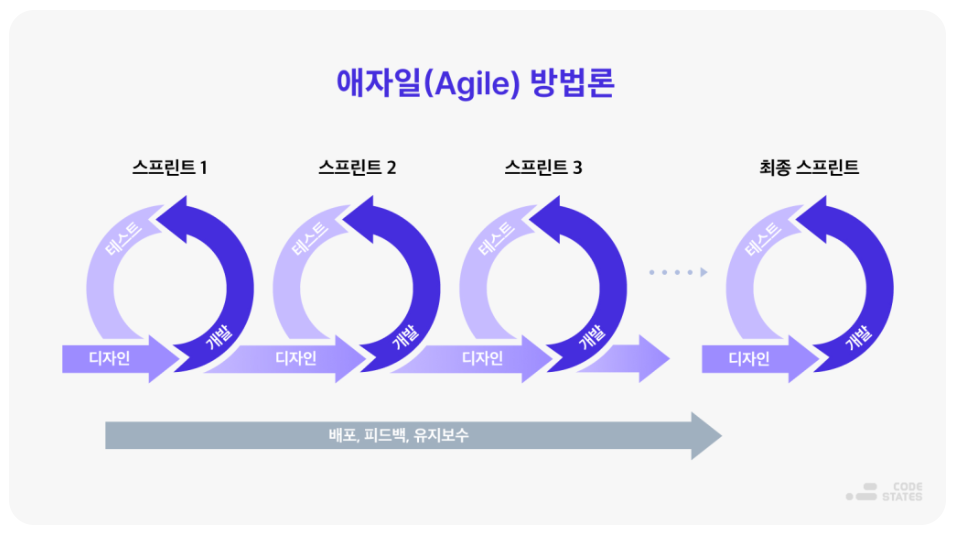 애자일(Agile) 방법론
스프린트 1
스프린트 2
스프린트 3
최종 스프린트
테스트
개발
디자인
테스트
개발
디자인
테스트
개발
디자인
테스트
개발
디자인
배포, 피드백, 유지보수
CODE
STATES